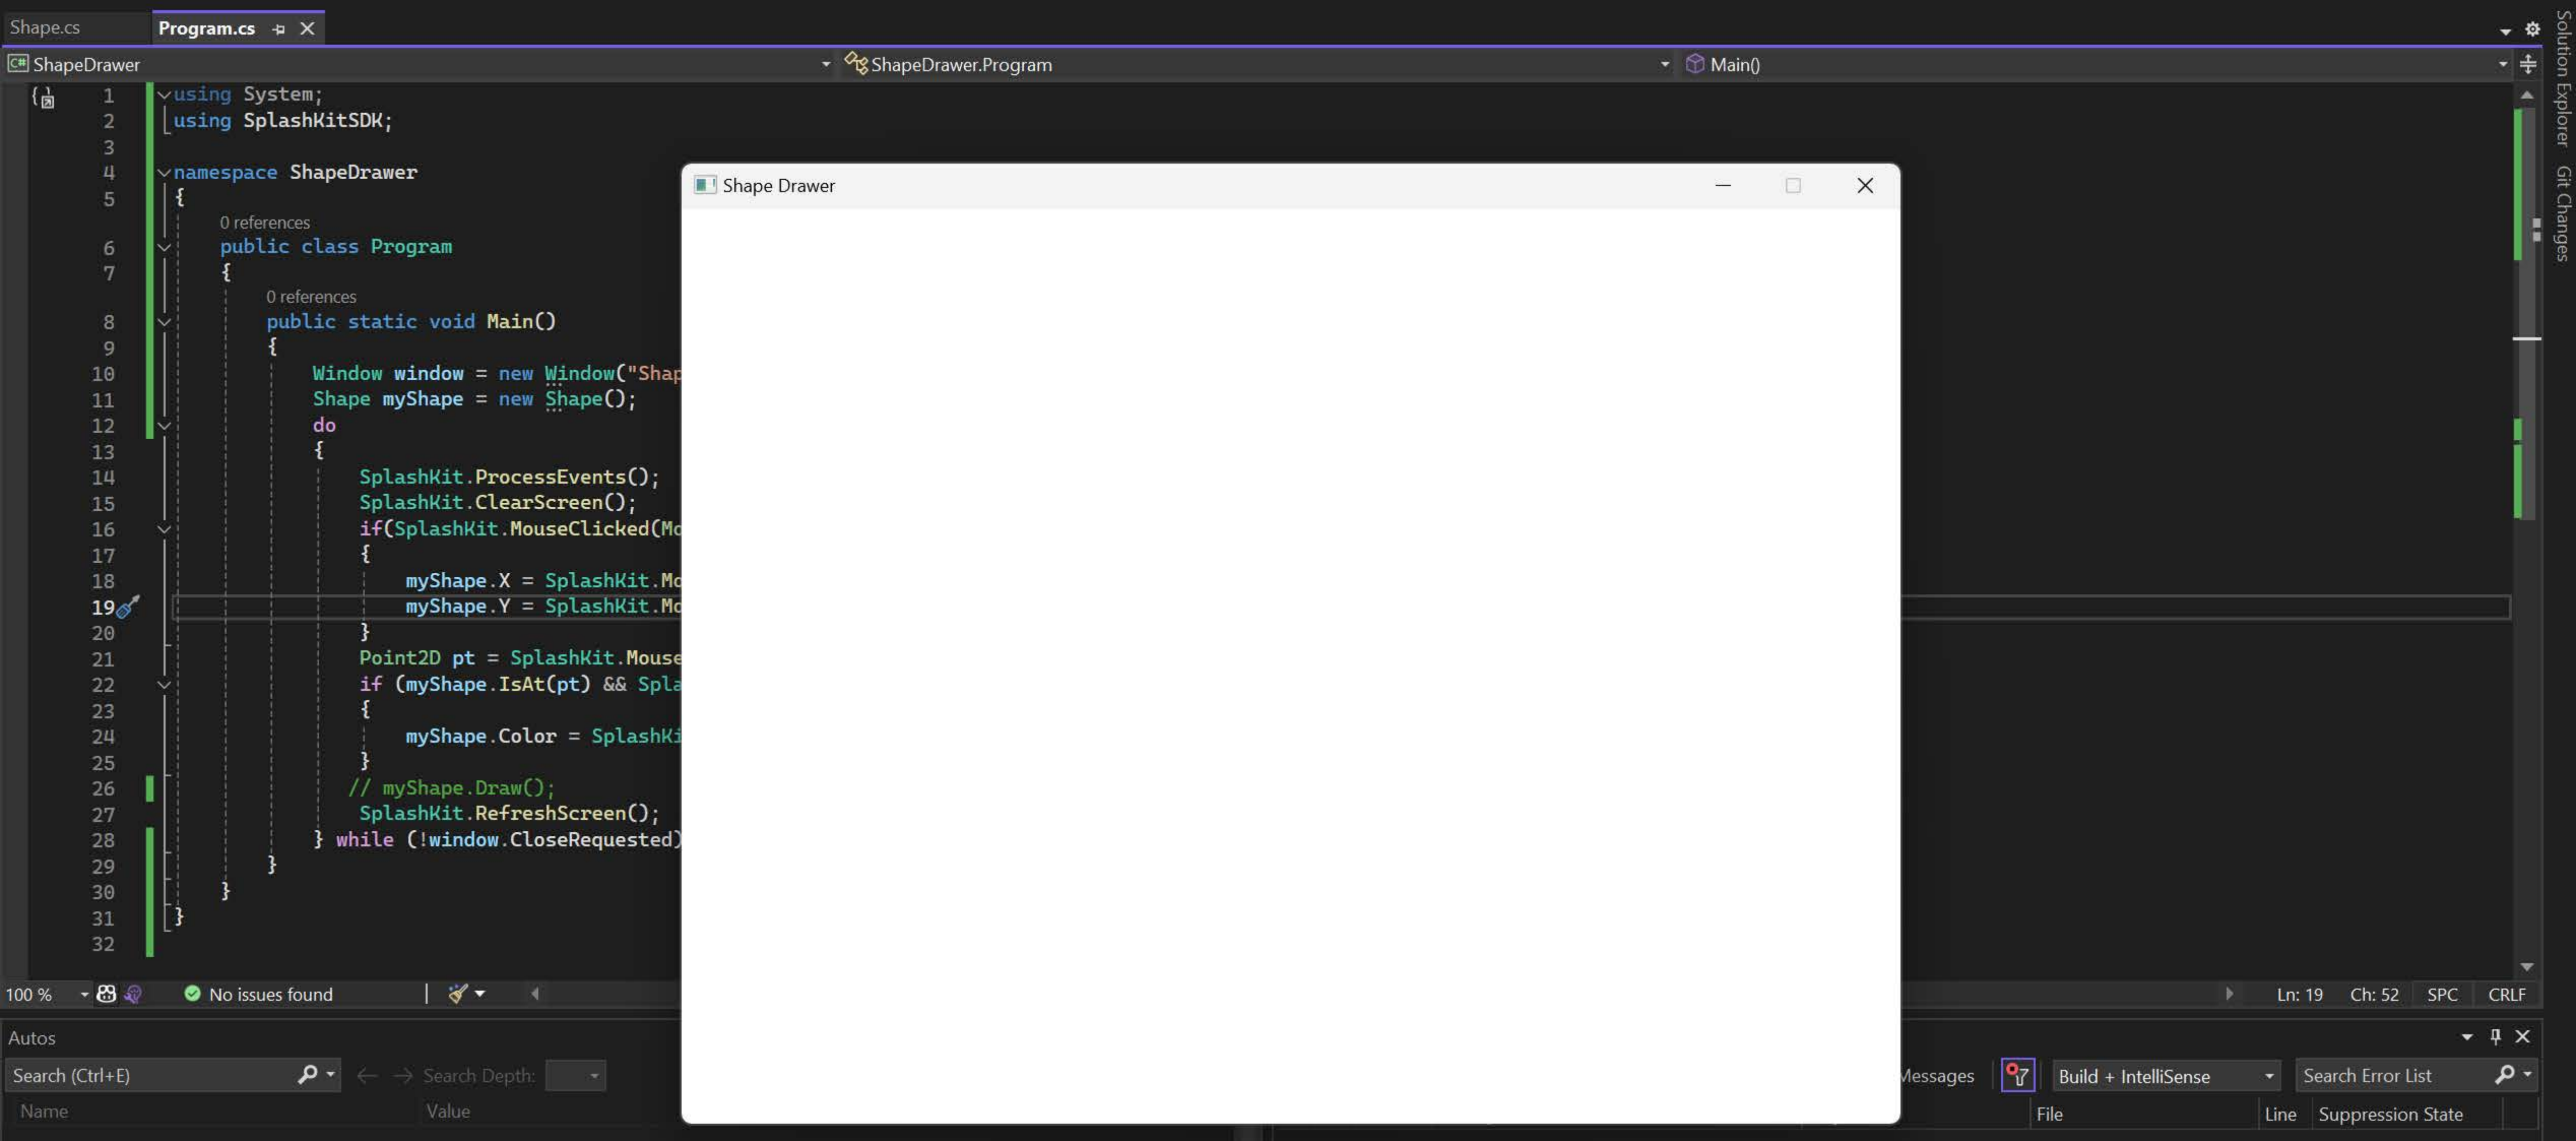 Shape.cs
Program.cs
ShapeDrawer
ShapeDrawer.Program
Main()
Solution Explorer
Git Changes
1 using System;
2 using SplashKitSDK;
3
4 namespace ShapeDrawer
5 {
0 references
6 public class Program
7 {
0 references
8 public static void Main()
9 {
10 Window window = new Window("Shap
11 Shape myShape = new Shape();
12 do
13 {
14 SplashKit.ProcessEvents();
15 SplashKit.ClearScreen();
16 if(SplashKit.MouseClicked(Mo
17 {
18 myShape.X = SplashKit.Mo
19 myShape.Y = SplashKit.Mo
20 }
21 Point2D pt = SplashKit.Mouse
22 if (myShape.IsAt(pt) && Spla
23 {
24 myShape.Color = SplashKi
25 }
26 // myShape.Draw();
27 SplashKit.RefreshScreen();
28 } while (!window.CloseRequested)
29 }
30 }
31 }
32
Shape Drawer
100 %
No issues found
Ln: 19 Ch: 52 SPC CRLF
Autos
Search (Ctrl+E)
Search Depth:
Name Value
Messages
Build + IntelliSense
Search Error List
File Line Suppression State